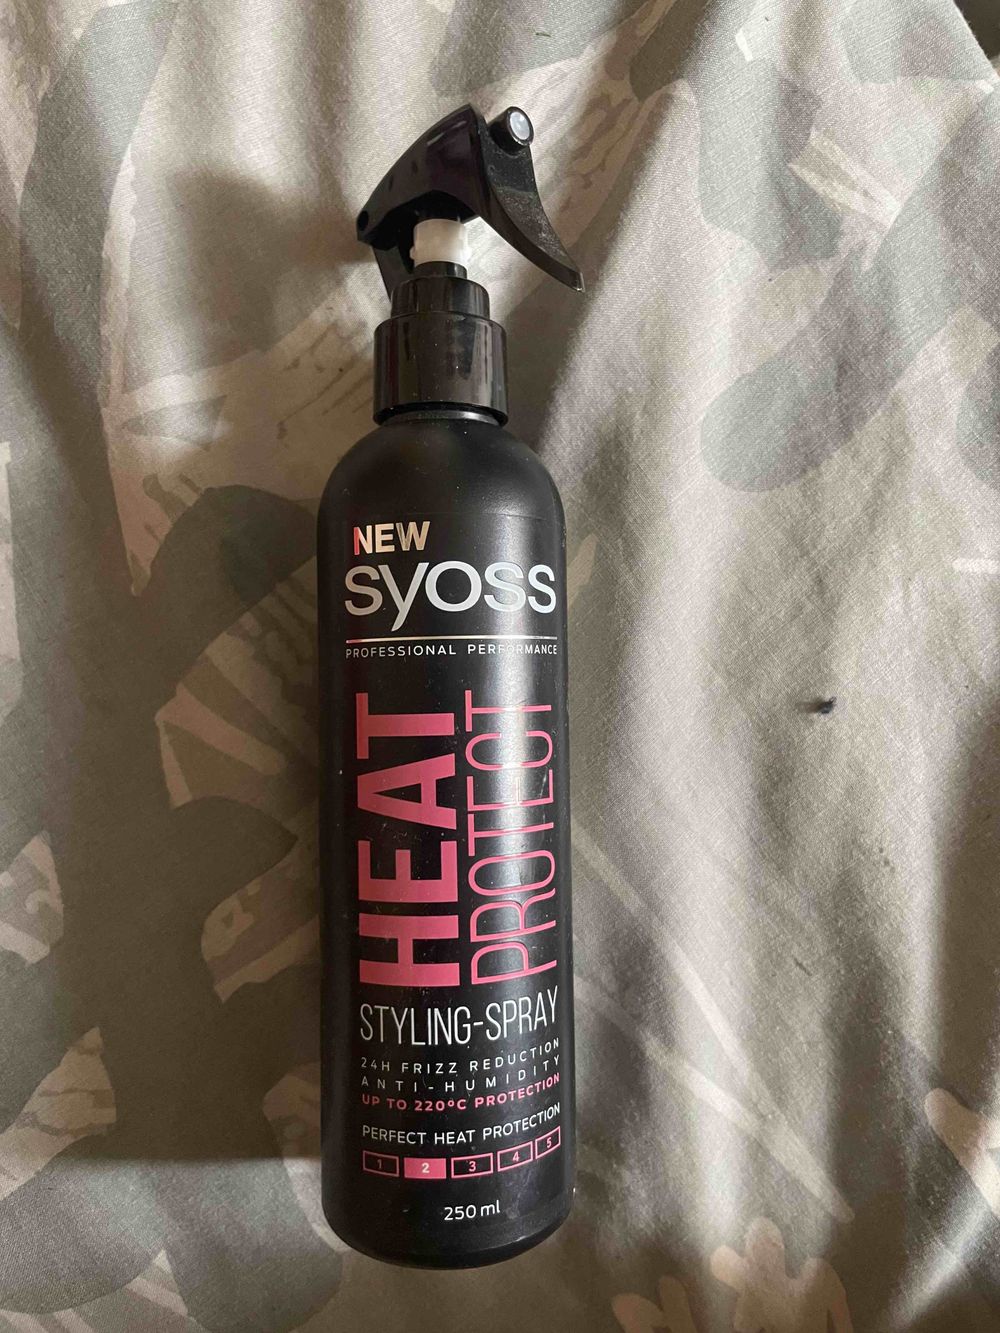 NEW
syoss
PROFESSIONAL PERFORMANCE
HEAT
PROTECT
STYLING-SPRAY
24H FRIZZ REDUCTION
ANTI-HUMIDITY
UP TO 220ºC PROTECTION
PERFECT HEAT PROTECTION
1 2 3 4 5
250 ml